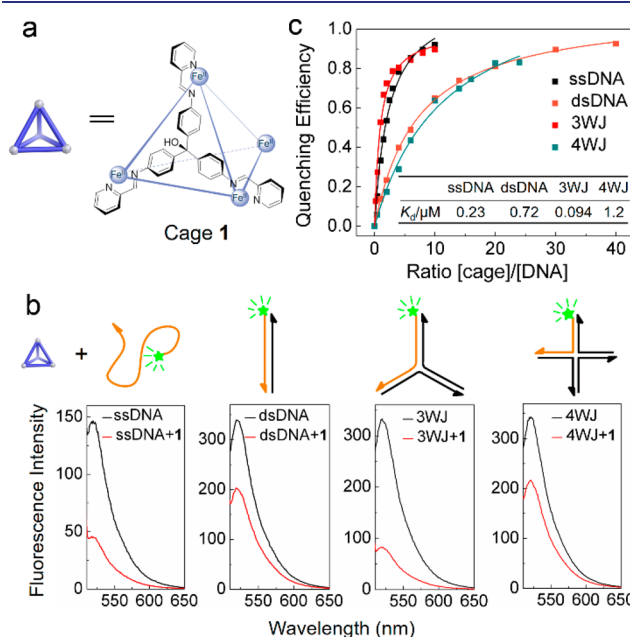 a
Fe^II
N
N
HO
Fe^II
N
N
Fe^II
N
N
Cage 1
c
Quenching Efficiency
1.0
0.8
0.6
0.4
0.2
0.0
ssDNA
dsDNA
3WJ
4WJ
ssDNA dsDNA 3WJ 4WJ
K_d/μM 0.23 0.72 0.094 1.2
0 10 20 30 40
Ratio [cage]/[DNA]
b
+
Fluorescence Intensity
150
100
50
0
ssDNA
ssDNA+1
550 600 650
300
200
100
0
dsDNA
dsDNA+1
550 600 650
300
200
100
0
3WJ
3WJ+1
550 600 650
300
200
100
0
4WJ
4WJ+1
550 600 650
Wavelength (nm)